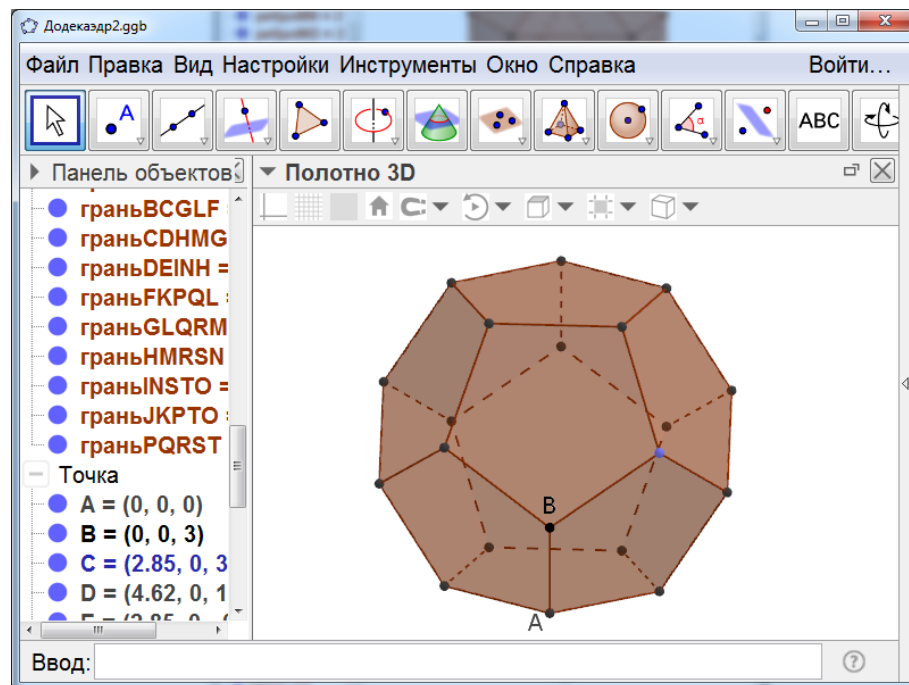 Додекаэдр2.ggb
Файл Правка Вид Настройки Инструменты Окно Справка Войти...
A α ABC
Панель объектов Полотно 3D
граньBCGLF =
граньCDHMG
граньDEINH =
граньFKPQL
граньGLQRM
граньHMRSN
граньINSTO =
граньJKPTO
граньPQRST
Точка
A = (0, 0, 0)
B = (0, 0, 3)
C = (2.85, 0, 3
D = (4.62, 0, 1
B
A
Ввод: